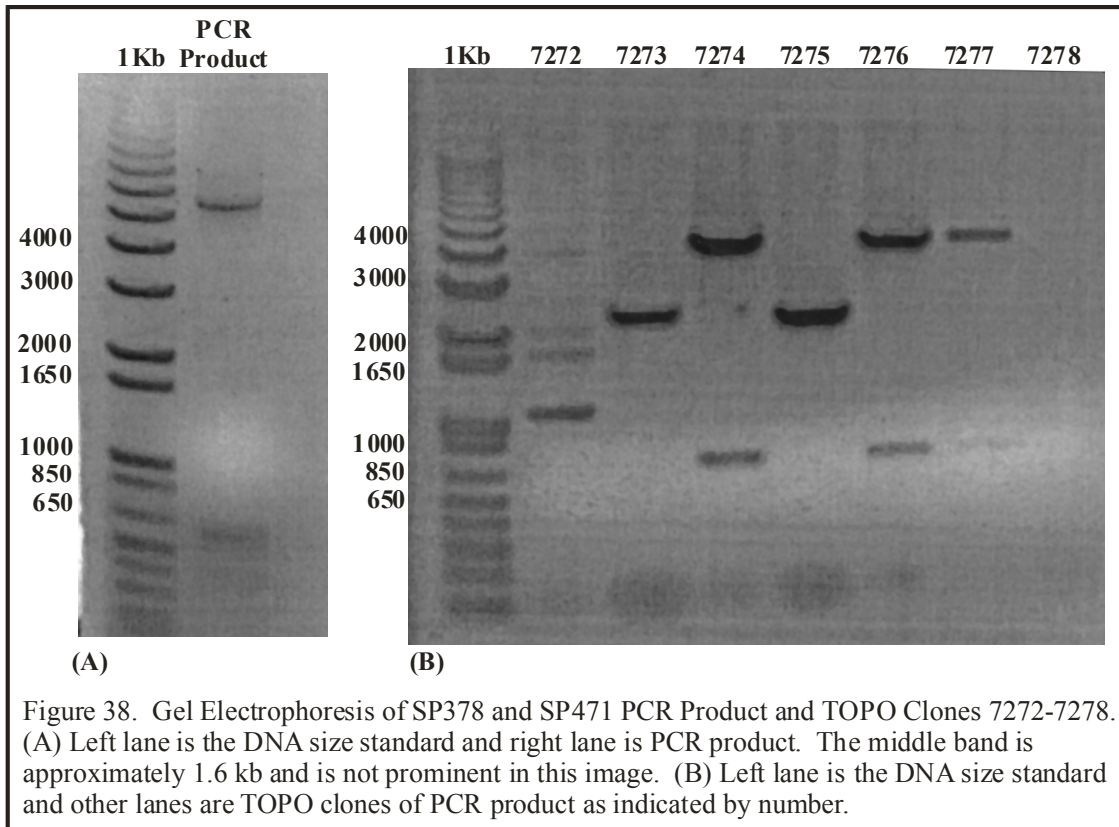 PCR
1Kb Product
4000
3000
2000
1650
1000
850
650
(A)
1Kb 7272 7273 7274 7275 7276 7277 7278
4000
3000
2000
1650
1000
850
650
(B)
Figure 38. Gel Electrophoresis of SP378 and SP471 PCR Product and TOPO Clones 7272-7278.
(A) Left lane is the DNA size standard and right lane is PCR product. The middle band is
approximately 1.6 kb and is not prominent in this image. (B) Left lane is the DNA size standard
and other lanes are TOPO clones of PCR product as indicated by number.